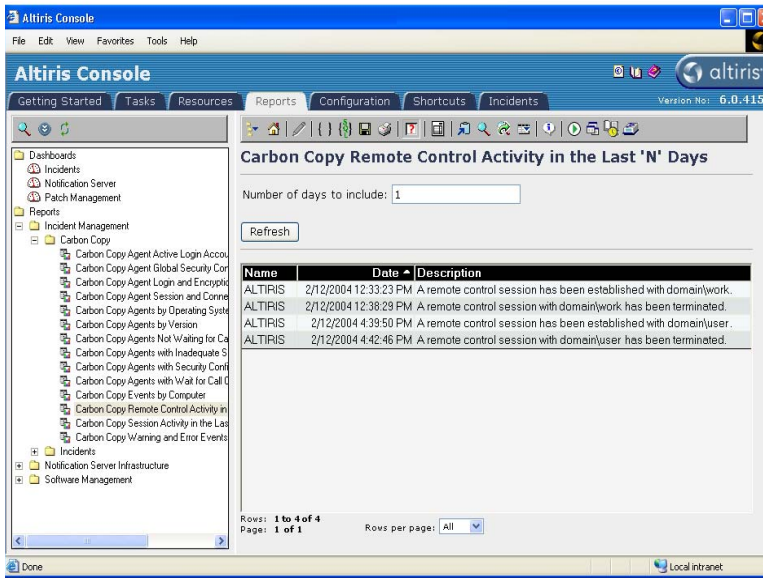 Altiris Console
File Edit View Favorites Tools Help
Altiris Console
altiris
Getting Started Tasks Resources Reports Configuration Shortcuts Incidents
Version No: 6.0.415
Dashboards
Incidents
Notification Server
Patch Management
Reports
Incident Management
Carbon Copy
Carbon Copy Agent Active Login Accou
Carbon Copy Agent Global Security Con
Carbon Copy Agent Login and Encryptic
Carbon Copy Agent Session and Conne
Carbon Copy Agents by Operating Syste
Carbon Copy Agents by Version
Carbon Copy Agents Not Waiting for Ca
Carbon Copy Agents with Inadequate S
Carbon Copy Agents with Security Confi
Carbon Copy Agents with Wait for Call C
Carbon Copy Events by Computer
Carbon Copy Remote Control Activity in
Carbon Copy Session Activity in the Las
Carbon Copy Warning and Error Events
Incidents
Notification Server Infrastructure
Software Management
Carbon Copy Remote Control Activity in the Last 'N' Days
Number of days to include: 1
Refresh
Name Date Description
ALTIRIS 2/12/2004 12:33:23 PM A remote control session has been established with domain\work.
ALTIRIS 2/12/2004 12:38:29 PM A remote control session with domain\work has been terminated.
ALTIRIS 2/12/2004 4:39:50 PM A remote control session has been established with domain\user.
ALTIRIS 2/12/2004 4:42:46 PM A remote control session with domain\user has been terminated.
Rows: 1 to 4 of 4
Page: 1 of 1 Rows per page: All
Done Local intranet